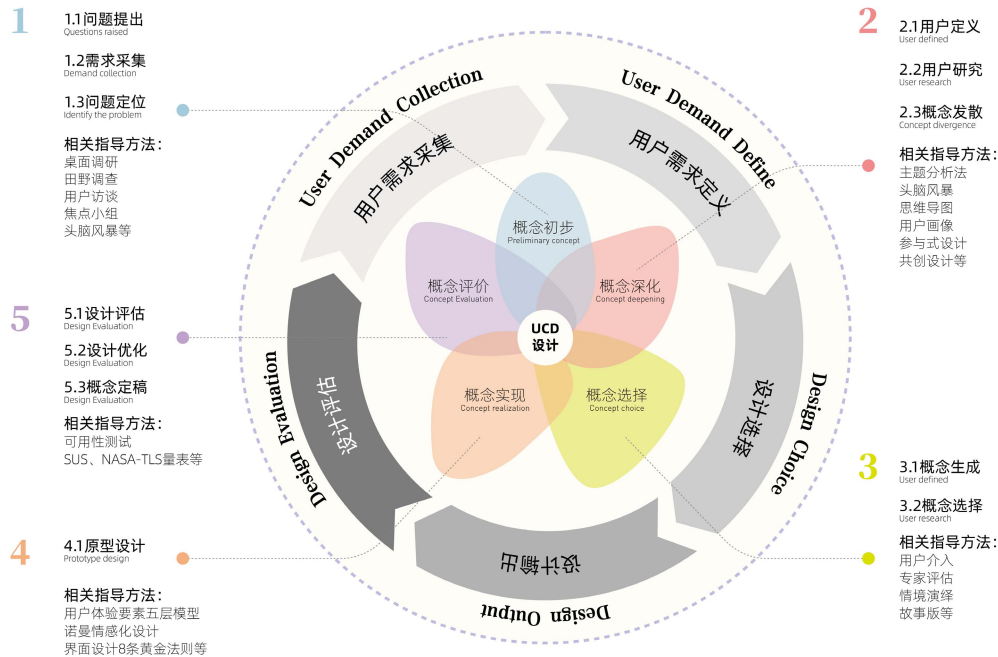 1
1.1问题提出
Questions raised
1.2需求采集
Demand collection
1.3问题定位
Identify the problem
相关指导方法：
桌面调研
田野调查
用户访谈
焦点小组
头脑风暴等
2
2.1用户定义
User defined
2.2用户研究
User research
2.3概念发散
Concept divergence
相关指导方法：
主题分析法
头脑风暴
思维导图
用户画像
参与式设计
共创设计等
3
3.1概念生成
User defined
3.2概念选择
User research
相关指导方法：
用户介入
专家评估
情境演绎
故事版等
4
4.1原型设计
Prototype design
相关指导方法：
用户体验要素五层模型
诺曼情感化设计
界面设计8条黄金法则等
5
5.1设计评估
Design Evaluation
5.2设计优化
Design Evaluation
5.3概念定稿
Design Evaluation
相关指导方法：
可用性测试
SUS、NASA-TLS量表等
User Demand Collection
用户需求采集
User Demand Define
用户需求定义
Design Choice
设计选择
Design Output
设计输出
Design Evaluation
设计评估
概念初步
Preliminary concept
概念深化
Concept deepening
概念选择
Concept choice
概念实现
Concept realization
概念评价
Concept Evaluation
UCD
设计